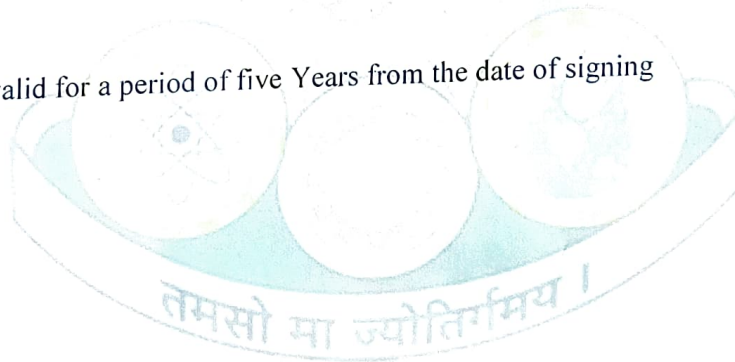 alid for a period of five Years from the date of signing
तमसो मा ज्योतिर्गमय ।